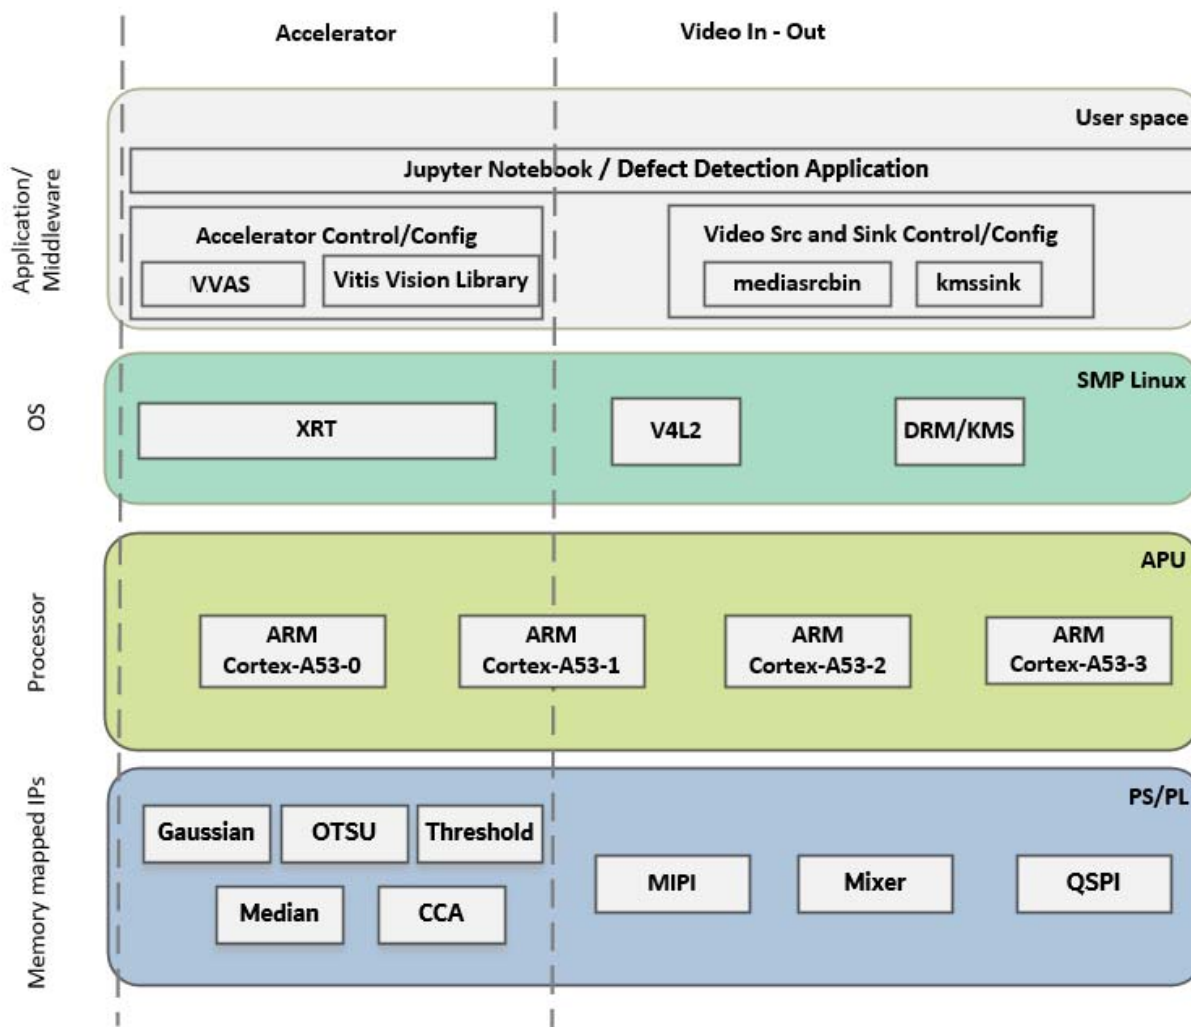 Accelerator
Video In - Out
Application/
Middleware
User space
Jupyter Notebook / Defect Detection Application
Accelerator Control/Config
VVAS
Vitis Vision Library
Video Src and Sink Control/Config
mediasrcbin
kmssink
OS
SMP Linux
XRT
V4L2
DRM/KMS
Processor
APU
ARM
Cortex-A53-0
ARM
Cortex-A53-1
ARM
Cortex-A53-2
ARM
Cortex-A53-3
Memory mapped IPs
PS/PL
Gaussian
OTSU
Threshold
Median
CCA
MIPI
Mixer
QSPI